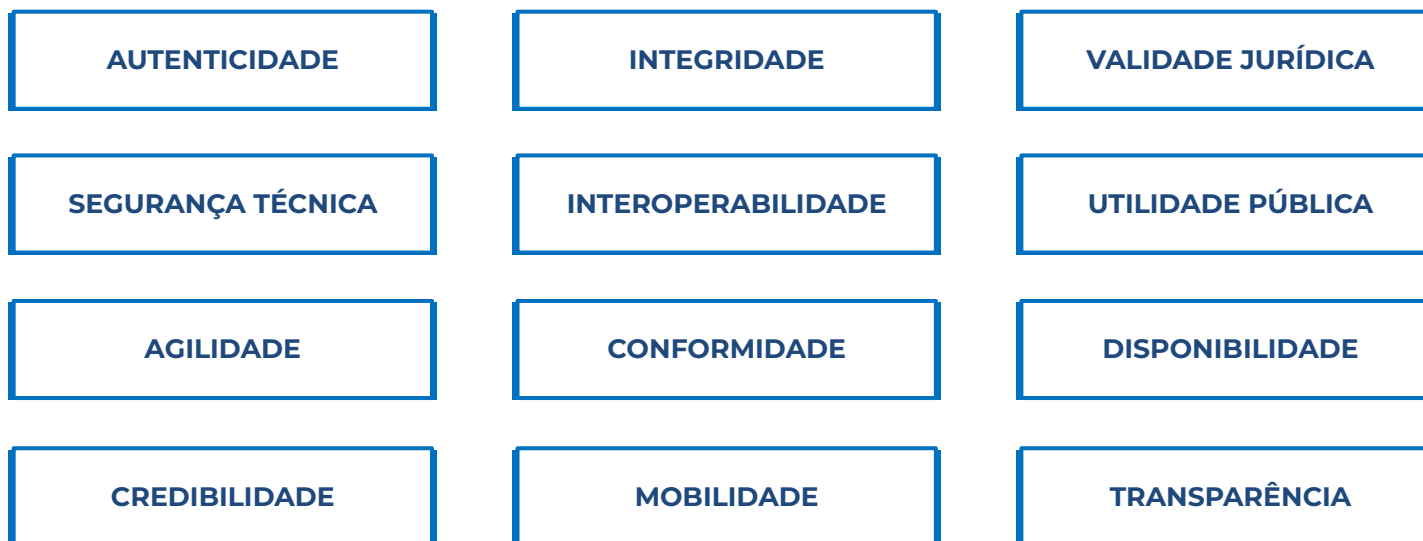 AUTENTICIDADE
INTEGRIDADE
VALIDADE JURÍDICA
SEGURANÇA TÉCNICA
INTEROPERABILIDADE
UTILIDADE PÚBLICA
AGILIDADE
CONFORMIDADE
DISPONIBILIDADE
CREDIBILIDADE
MOBILIDADE
TRANSPARÊNCIA